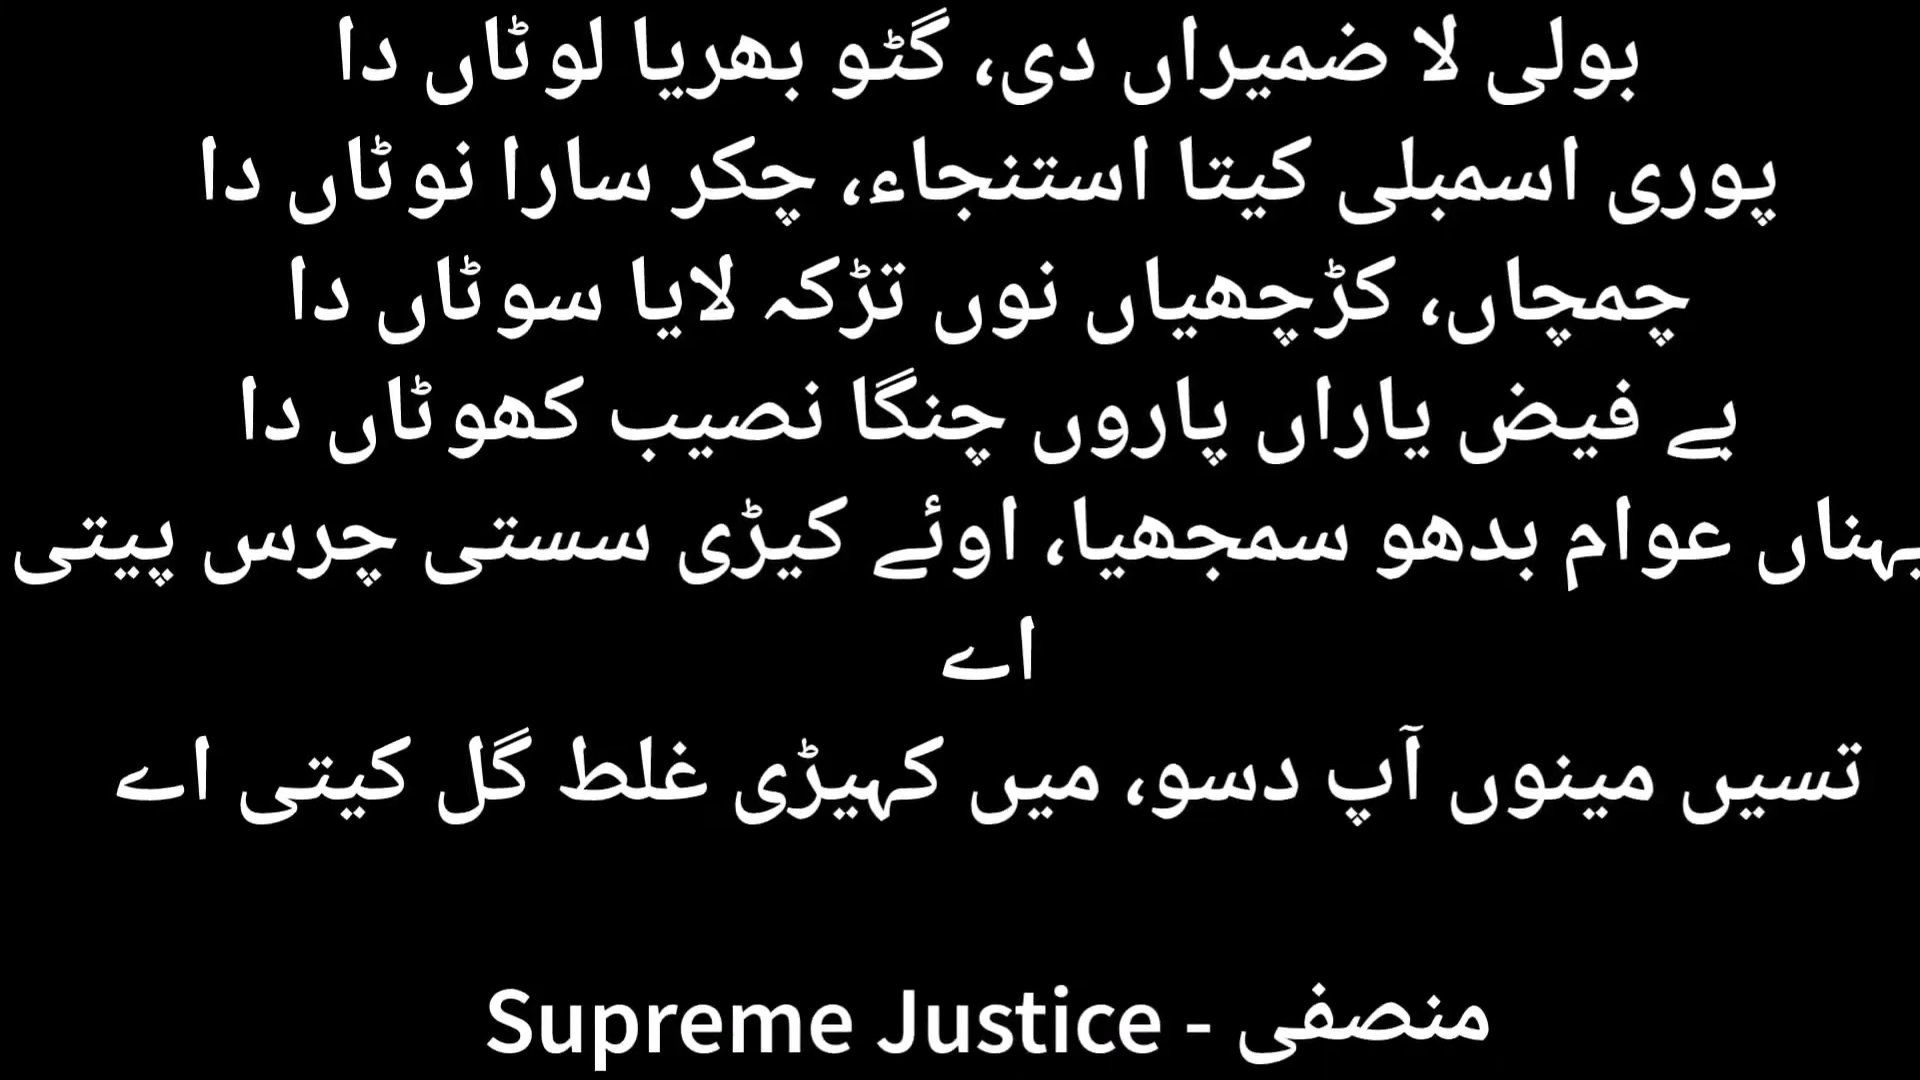 بولی لا ضمیراں دی، گٹو بھریا لوٹاں دا
پوری اسمبلی کیتا استنجاء، چکر سارا نوٹاں دا
چمچاں، کڑچھیاں نوں تڑکہ لایا سوٹاں دا
بے فیض یاراں پاروں چنگا نصیب کھوٹاں دا
عوام بدھو سمجھیا، اوئے کیڑی سستی چرس پیتی
اے
تسیں مینوں آپ دسو، میں کہیڑی غلط گل کیتی اے
منصفی - Supreme Justice